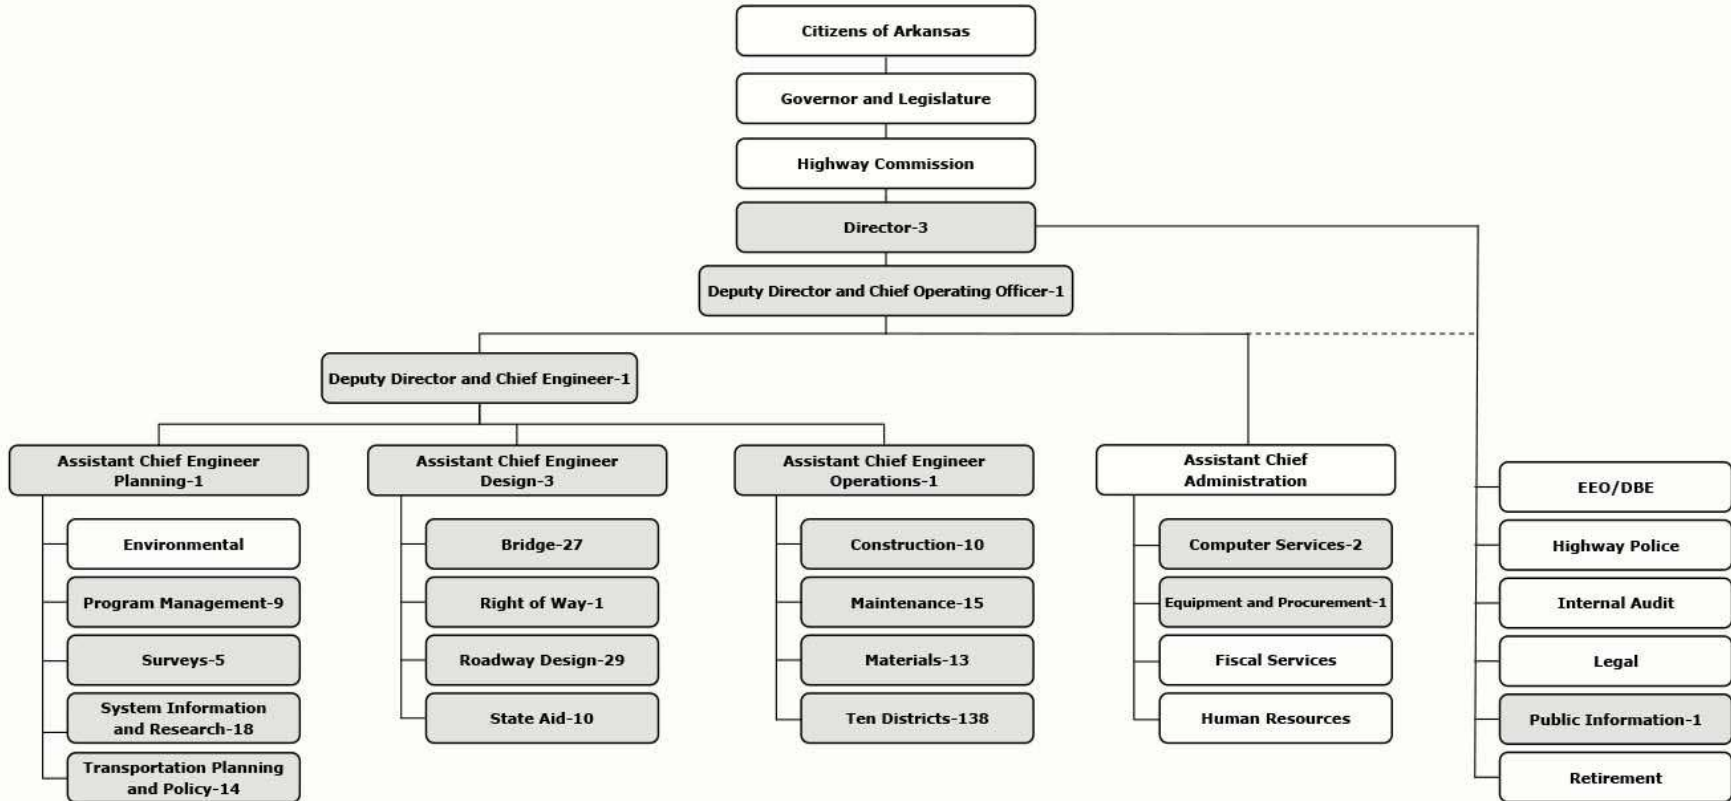 Citizens of Arkansas
Governor and Legislature
Highway Commission
Director-3
Deputy Director and Chief Operating Officer-1
Deputy Director and Chief Engineer-1
Assistant Chief Engineer
Planning-1
Environmental
Program Management-9
Surveys-5
System Information
and Research-18
Transportation Planning
and Policy-14
Assistant Chief Engineer
Design-3
Bridge-27
Right of Way-1
Roadway Design-29
State Aid-10
Assistant Chief Engineer
Operations-1
Construction-10
Maintenance-15
Materials-13
Ten Districts-138
Assistant Chief
Administration
Computer Services-2
Equipment and Procurement-1
Fiscal Services
Human Resources
EEO/DBE
Highway Police
Internal Audit
Legal
Public Information-1
Retirement